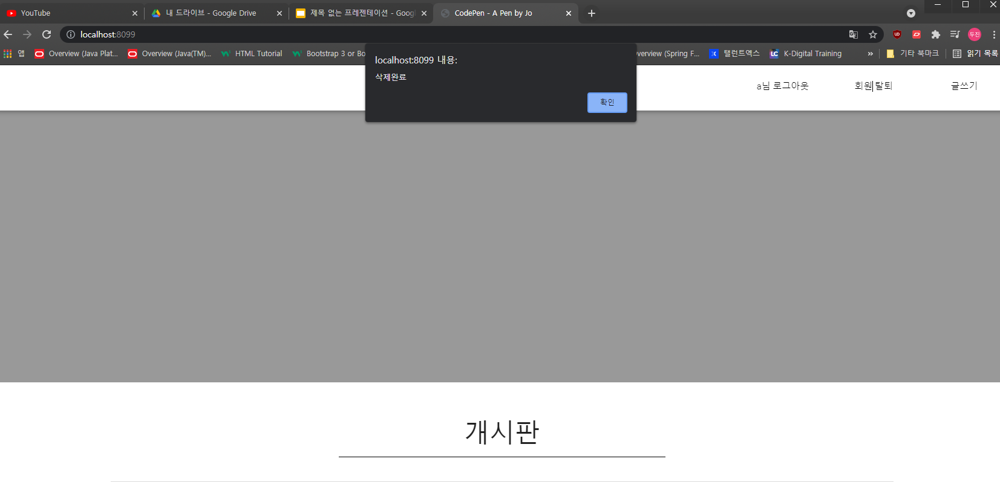 YouTube
내 드라이브 - Google Drive
제목 없는 프레젠테이션 - Goog
CodePen - A Pen by Jo
localhost:8099
두진
앱
Overview (Java Plat...
Overview (Java(TM)...
HTML Tutorial
Bootstrap 3 or Bo
verview (Spring F...
탤런트엑스
LC
K-Digital Training
»
기타 북마크
읽기 목록
localhost:8099 내용:
삭제완료
확인
a님 로그아웃
회원탈퇴
글쓰기
개시판